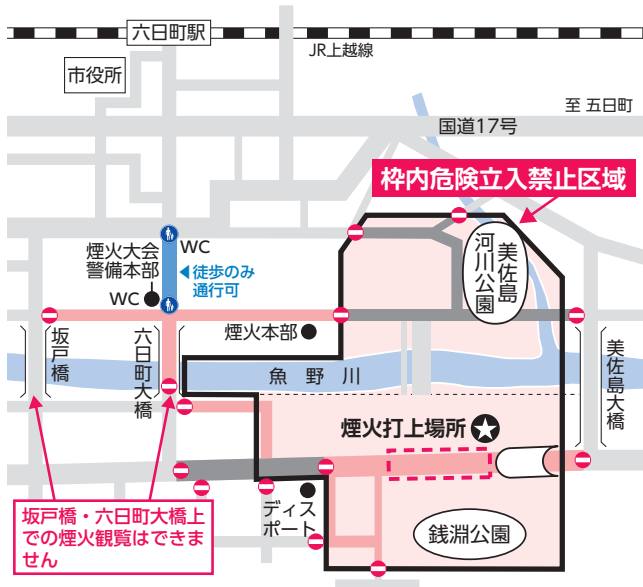 六日町駅
JR上越線
市役所
至 五日町
国道17号
枠内危険立入禁止区域
煙火大会
警備本部
WC
WC
徒歩のみ
通行可
美佐島
河川公園
坂戸橋
六日町大橋
煙火本部
魚野川
美佐島大橋
煙火打上場所
坂戸橋・六日町大橋上
での煙火観覧はできま
せん
ディス
ポート
銭淵公園